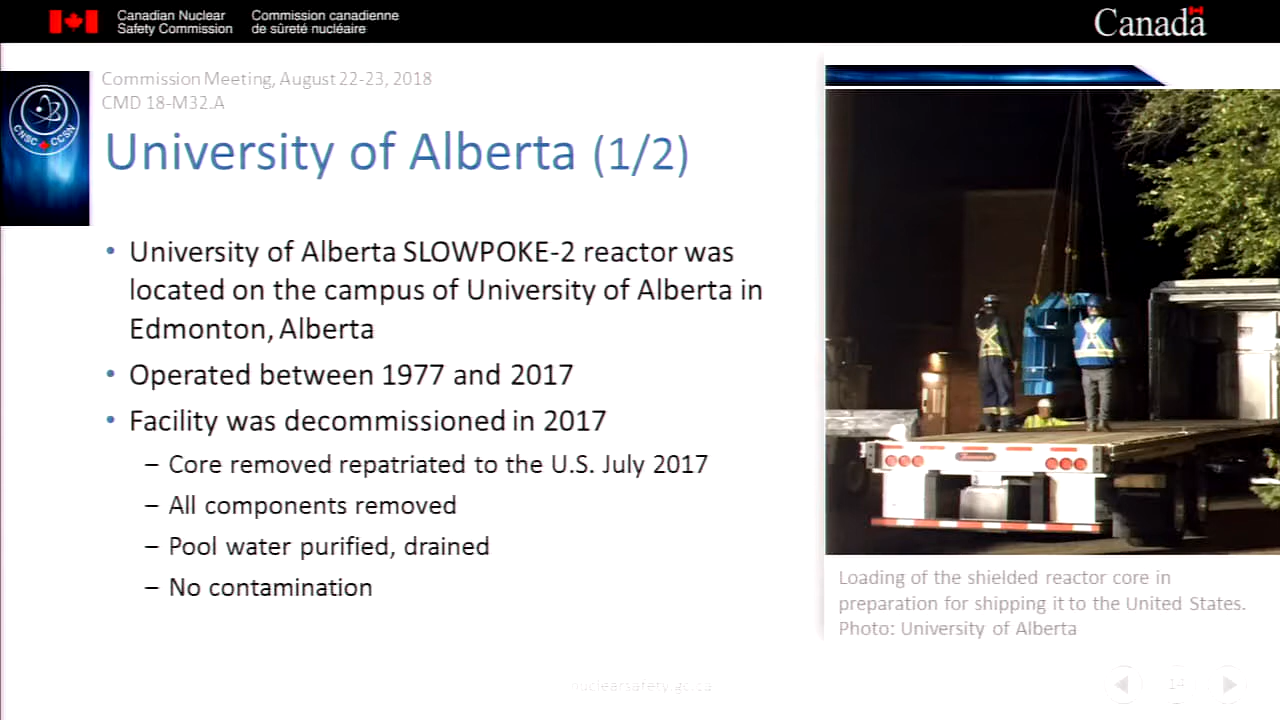 Canadian Nuclear
Safety Commission
Commission canadienne
de sûreté nucléaire
Canada
CNSC CCSN
Commission Meeting, August 22-23, 2018
CMD 18-M32.A
University of Alberta (1/2)
• University of Alberta SLOWPOKE-2 reactor was
located on the campus of University of Alberta in
Edmonton, Alberta
• Operated between 1977 and 2017
• Facility was decommissioned in 2017
– Core removed repatriated to the U.S. July 2017
– All components removed
– Pool water purified, drained
– No contamination
Loading of the shielded reactor core in
preparation for shipping it to the United States.
Photo: University of Alberta
nuclearsafety.gc.ca
14